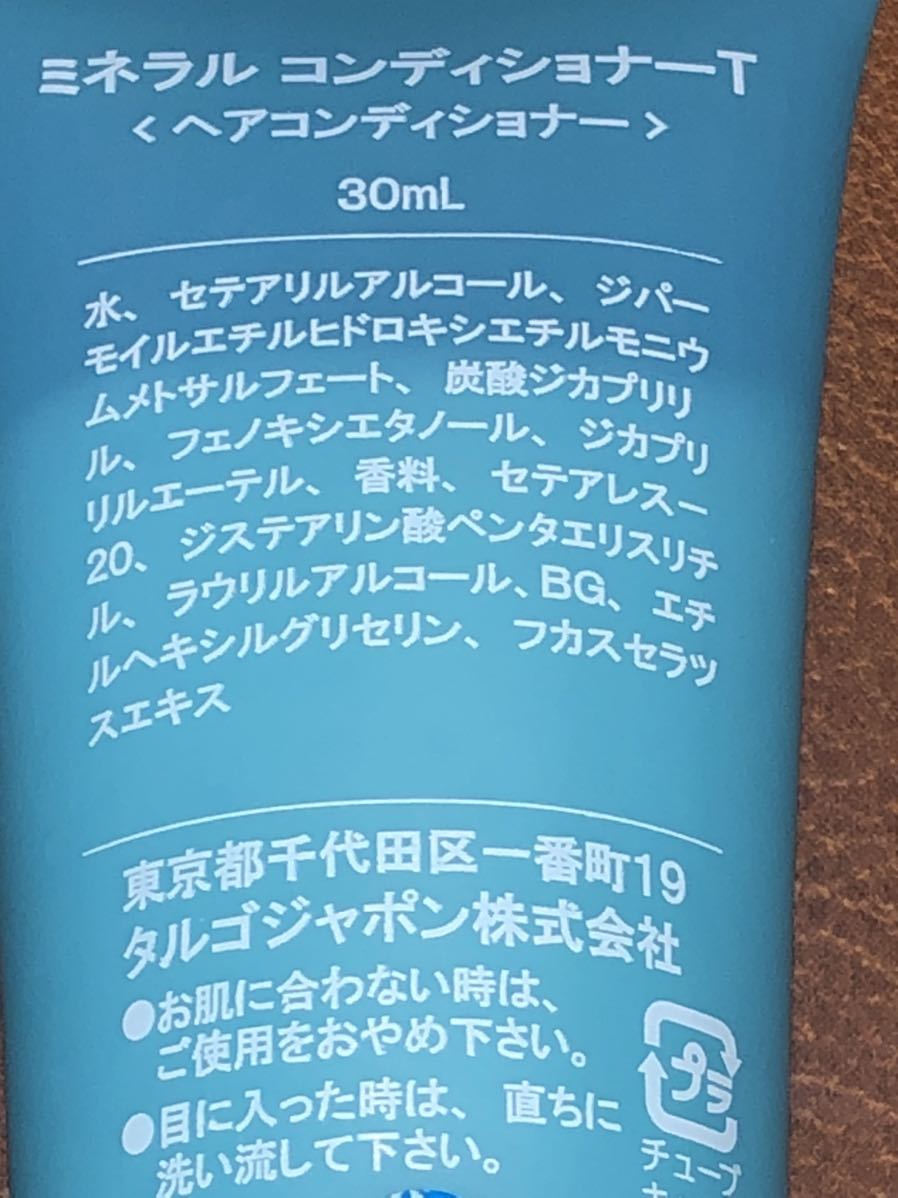 ミネラル コンディショナーT
< ヘアコンディショナー >
30mL
水、 セテアリルアルコール、 ジパー
モイルエチルヒドロキシエチルモニウ
ムメトサルフェート、 炭酸ジカプリリ
ル、 フェノキシエタノール、 ジカプリ
リルエーテル、 香料、 セテアレスー
20、 ジステアリン酸ペンタエリスリチ
ル、 ラウリルアルコール、BG、 エチ
ルヘキシルグリセリン、 フカスセラツ
スエキス
東京都千代田区一番町19
タルゴジャポン株式会社
●お肌に合わない時は、
ご使用をおやめ下さい。
●目に入った時は、 直ちに
洗い流して下さい。
プラ
チューブ